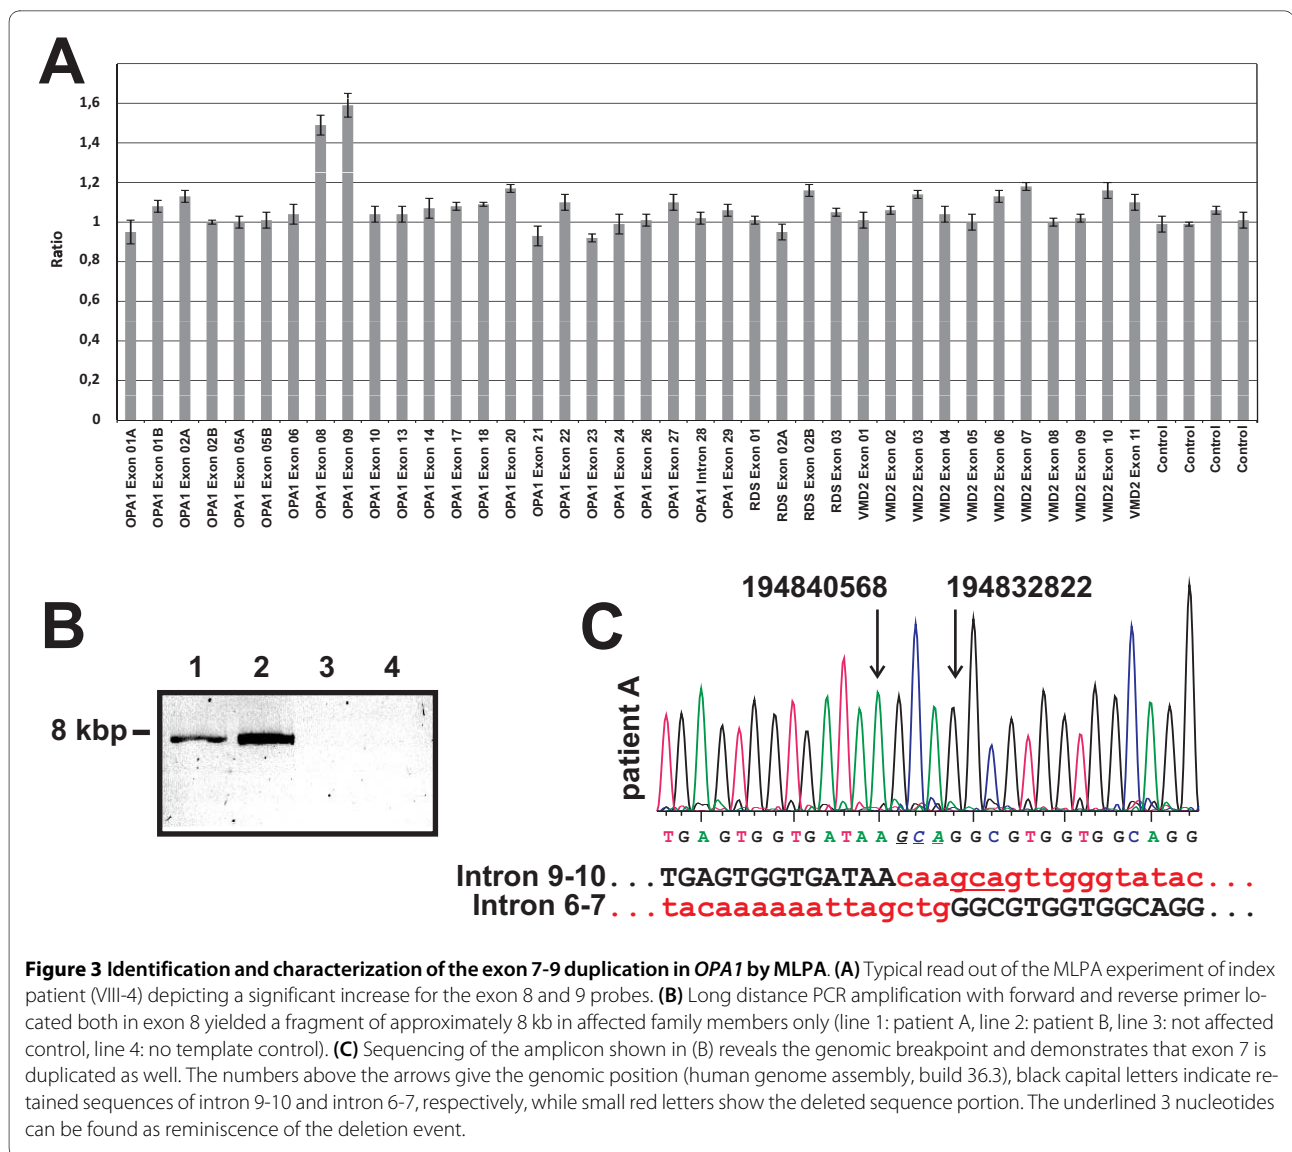 A
Ratio
1,6
1,4
1,2
1
0,8
0,6
0,4
0,2
0
OPA1 Exon 01A
OPA1 Exon 01B
OPA1 Exon 02A
OPA1 Exon 02B
OPA1 Exon 05A
OPA1 Exon 05B
OPA1 Exon 06
OPA1 Exon 08
OPA1 Exon 09
OPA1 Exon 10
OPA1 Exon 13
OPA1 Exon 14
OPA1 Exon 17
OPA1 Exon 18
OPA1 Exon 20
OPA1 Exon 21
OPA1 Exon 22
OPA1 Exon 23
OPA1 Exon 24
OPA1 Exon 26
OPA1 Exon 27
OPA1 Intron 28
OPA1 Exon 29
RDS Exon 01
RDS Exon 02A
RDS Exon 02B
RDS Exon 03
VMD2 Exon 01
VMD2 Exon 02
VMD2 Exon 03
VMD2 Exon 04
VMD2 Exon 05
VMD2 Exon 06
VMD2 Exon 07
VMD2 Exon 08
VMD2 Exon 09
VMD2 Exon 10
VMD2 Exon 11
Control
Control
Control
Control
B
1 2 3 4
8 kbp
C
194840568 194832822
patient A
TGAGTGGTGATAAGCAGGCGTGGTGGCAGG
Intron 9-10...TGAGTGGTGATAAcaagcagttgggtatac...
Intron 6-7...tacaaaaaattagctgGGCGTGGTGGCAGG...
Figure 3 Identification and characterization of the exon 7-9 duplication in OPA1 by MLPA. (A) Typical read out of the MLPA experiment of index
patient (VIII-4) depicting a significant increase for the exon 8 and 9 probes. (B) Long distance PCR amplification with forward and reverse primer lo-
cated both in exon 8 yielded a fragment of approximately 8 kb in affected family members only (line 1: patient A, line 2: patient B, line 3: not affected
control, line 4: no template control). (C) Sequencing of the amplicon shown in (B) reveals the genomic breakpoint and demonstrates that exon 7 is
duplicated as well. The numbers above the arrows give the genomic position (human genome assembly, build 36.3), black capital letters indicate re-
tained sequences of intron 9-10 and intron 6-7, respectively, while small red letters show the deleted sequence portion. The underlined 3 nucleotides
can be found as reminiscence of the deletion event.